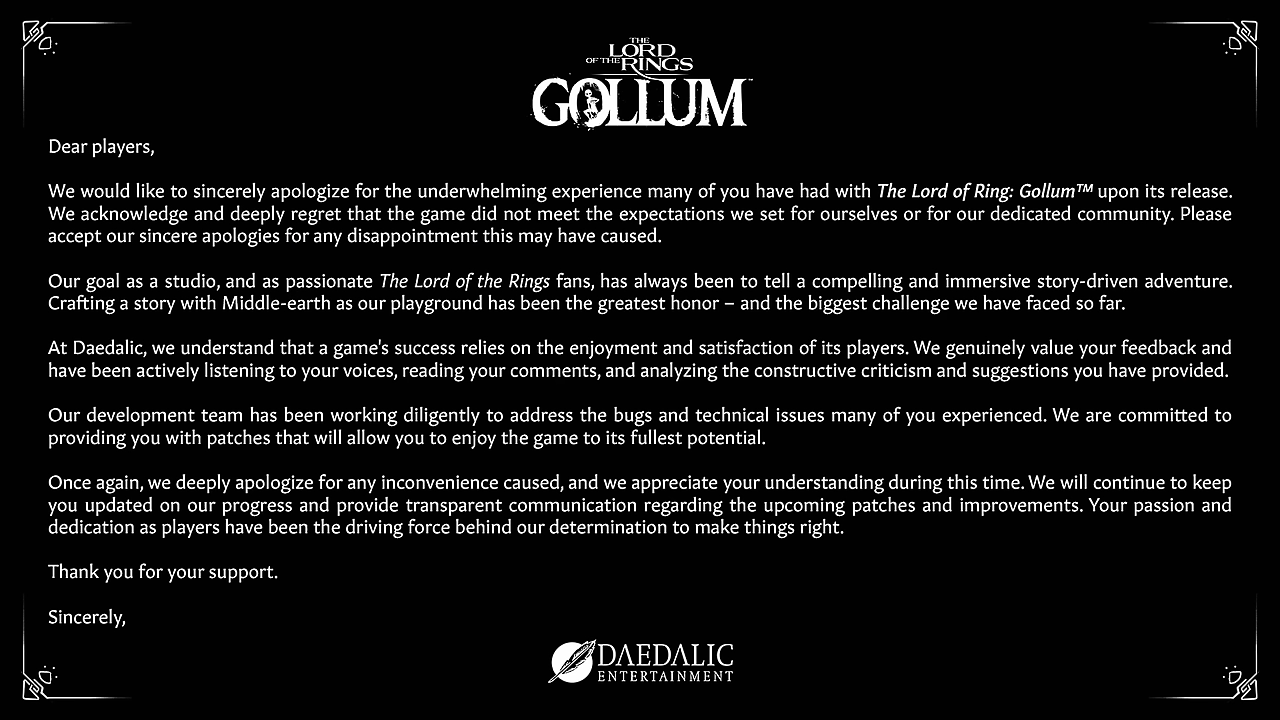 THE
LORD
OF THE RINGS
GOLLUM™
Dear players,
We would like to sincerely apologize for the underwhelming experience many of you have had with The Lord of Ring: Gollum™ upon its release.
We acknowledge and deeply regret that the game did not meet the expectations we set for ourselves or for our dedicated community. Please
accept our sincere apologies for any disappointment this may have caused.
Our goal as a studio, and as passionate The Lord of the Rings fans, has always been to tell a compelling and immersive story-driven adventure.
Crafting a story with Middle-earth as our playground has been the greatest honor – and the biggest challenge we have faced so far.
At Daedalic, we understand that a game's success relies on the enjoyment and satisfaction of its players. We genuinely value your feedback and
have been actively listening to your voices, reading your comments, and analyzing the constructive criticism and suggestions you have provided.
Our development team has been working diligently to address the bugs and technical issues many of you experienced. We are committed to
providing you with patches that will allow you to enjoy the game to its fullest potential.
Once again, we deeply apologize for any inconvenience caused, and we appreciate your understanding during this time. We will continue to keep
you updated on our progress and provide transparent communication regarding the upcoming patches and improvements. Your passion and
dedication as players have been the driving force behind our determination to make things right.
Thank you for your support.
Sincerely,
DAEDALIC
ENTERTAINMENT